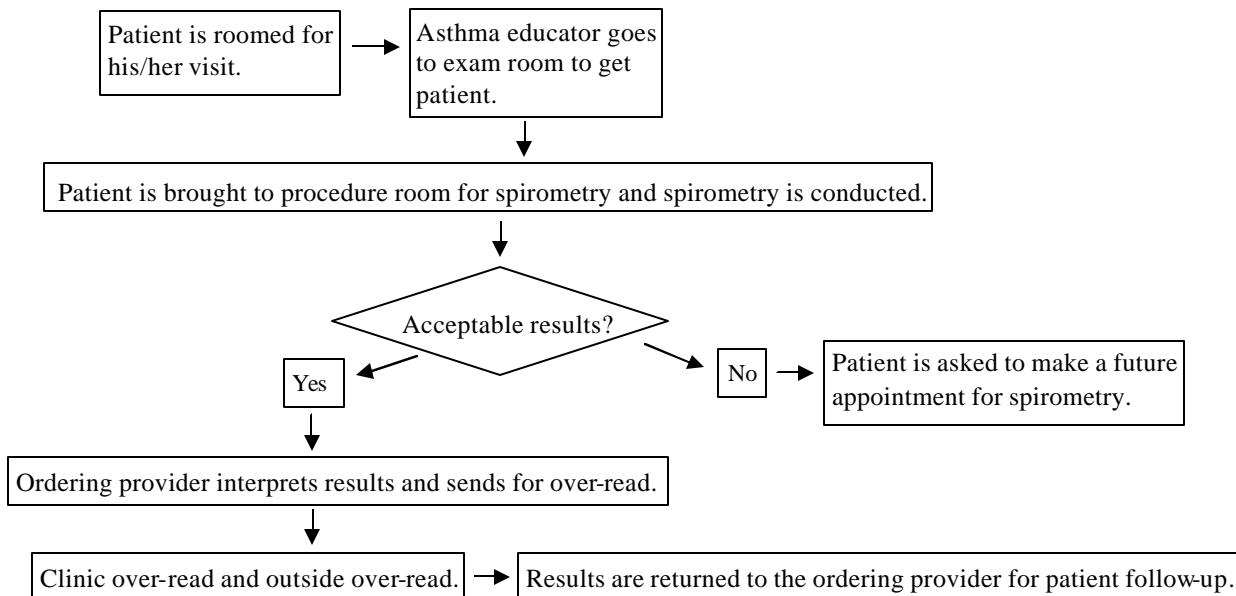 Patient is roomed for
his/her visit.
Asthma educator goes
to exam room to get
patient.
Patient is brought to procedure room for spirometry and spirometry is conducted.
Acceptable results?
Yes
No
Patient is asked to make a future
appointment for spirometry.
Ordering provider interprets results and sends for over-read.
Clinic over-read and outside over-read.
Results are returned to the ordering provider for patient follow-up.